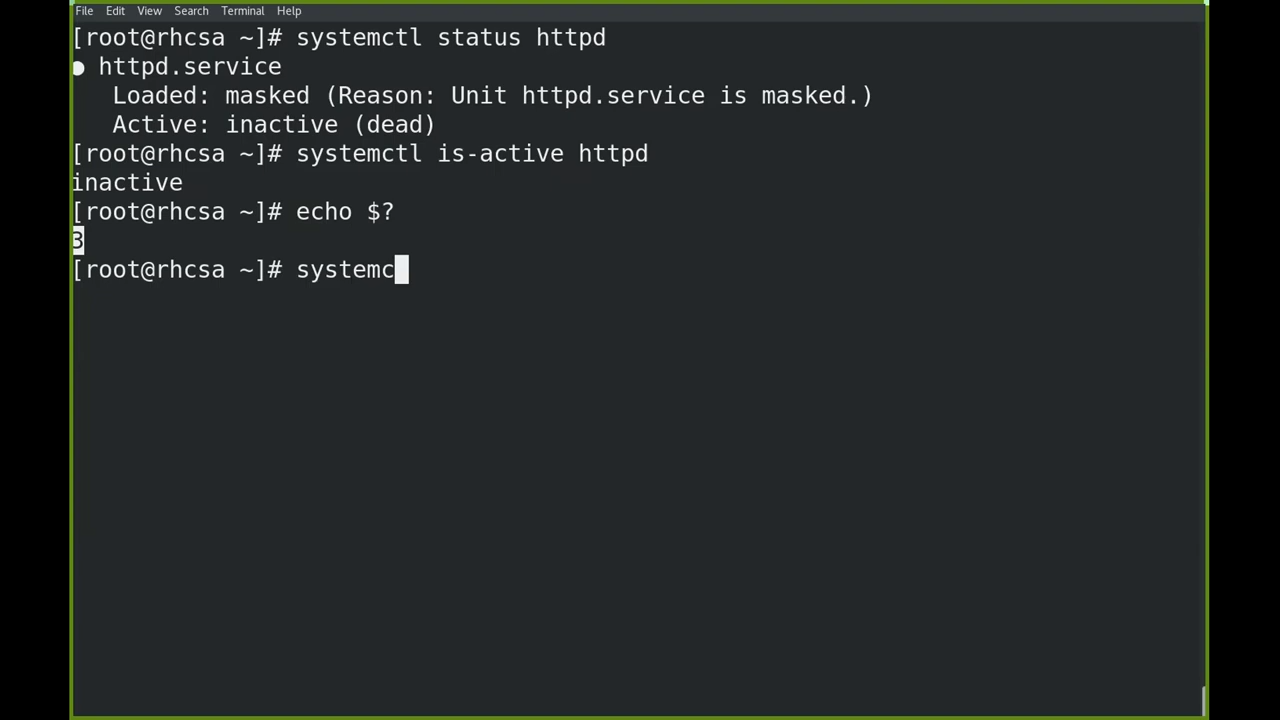 File Edit View Search Terminal Help
[root@rhcsa ~]# systemctl status httpd
● httpd.service
   Loaded: masked (Reason: Unit httpd.service is masked.)
   Active: inactive (dead)
[root@rhcsa ~]# systemctl is-active httpd
inactive
[root@rhcsa ~]# echo $?
3
[root@rhcsa ~]# systemc